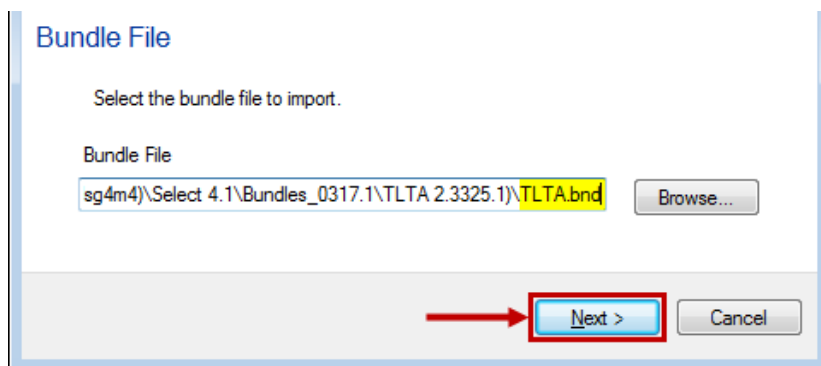 Bundle File
Select the bundle file to import.
Bundle File
sg4m4)\Select 4.1\Bundles_0317.1\TLTA 2.3325.1)\TLTA.bnd
Browse...
Next >
Cancel